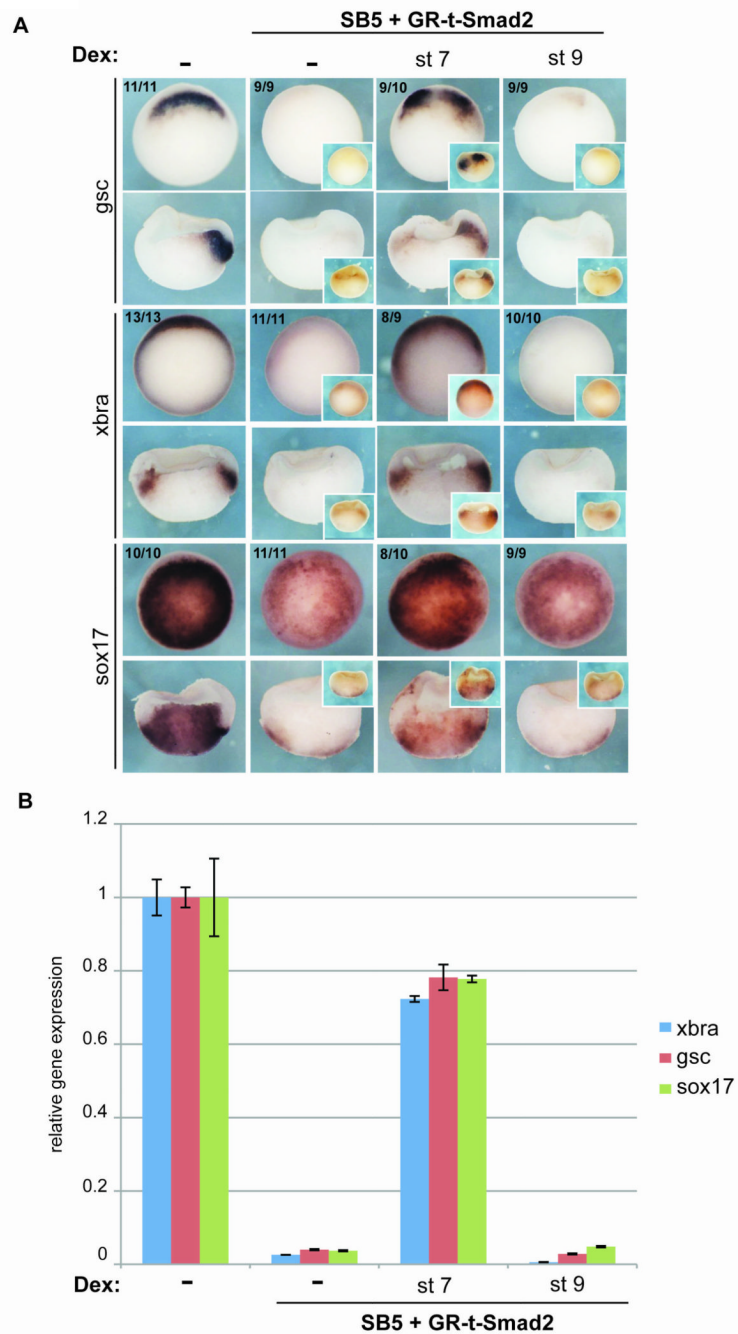 A
SB5 + GR-t-Smad2
Dex: - - st 7 st 9
11/11 9/9 9/10 9/9
gsc
13/13 11/11 8/9 10/10
xbra
10/10 11/11 8/10 9/9
sox17
B
1.2
1
0.8
0.6
0.4
0.2
0
relative gene expression
xbra
gsc
sox17
Dex: - - st 7 st 9
SB5 + GR-t-Smad2